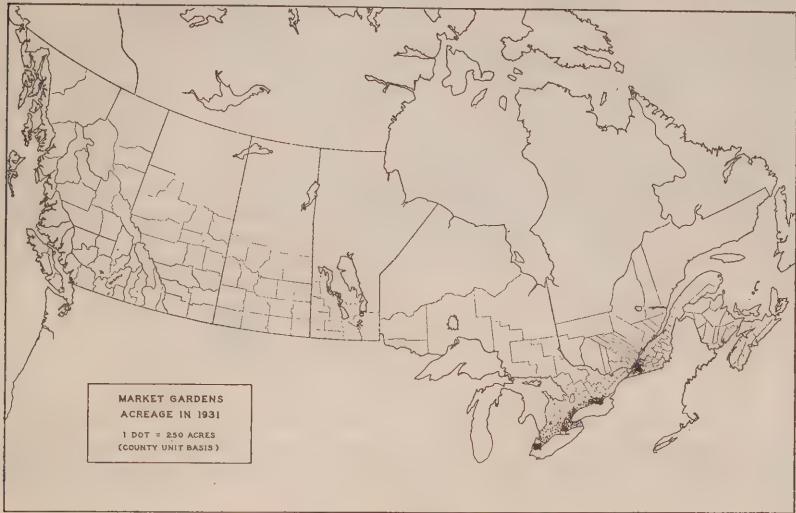 MARKET GARDENS
ACREAGE IN 1931
1 DOT = 250 ACRES
(COUNTY UNIT BASIS)